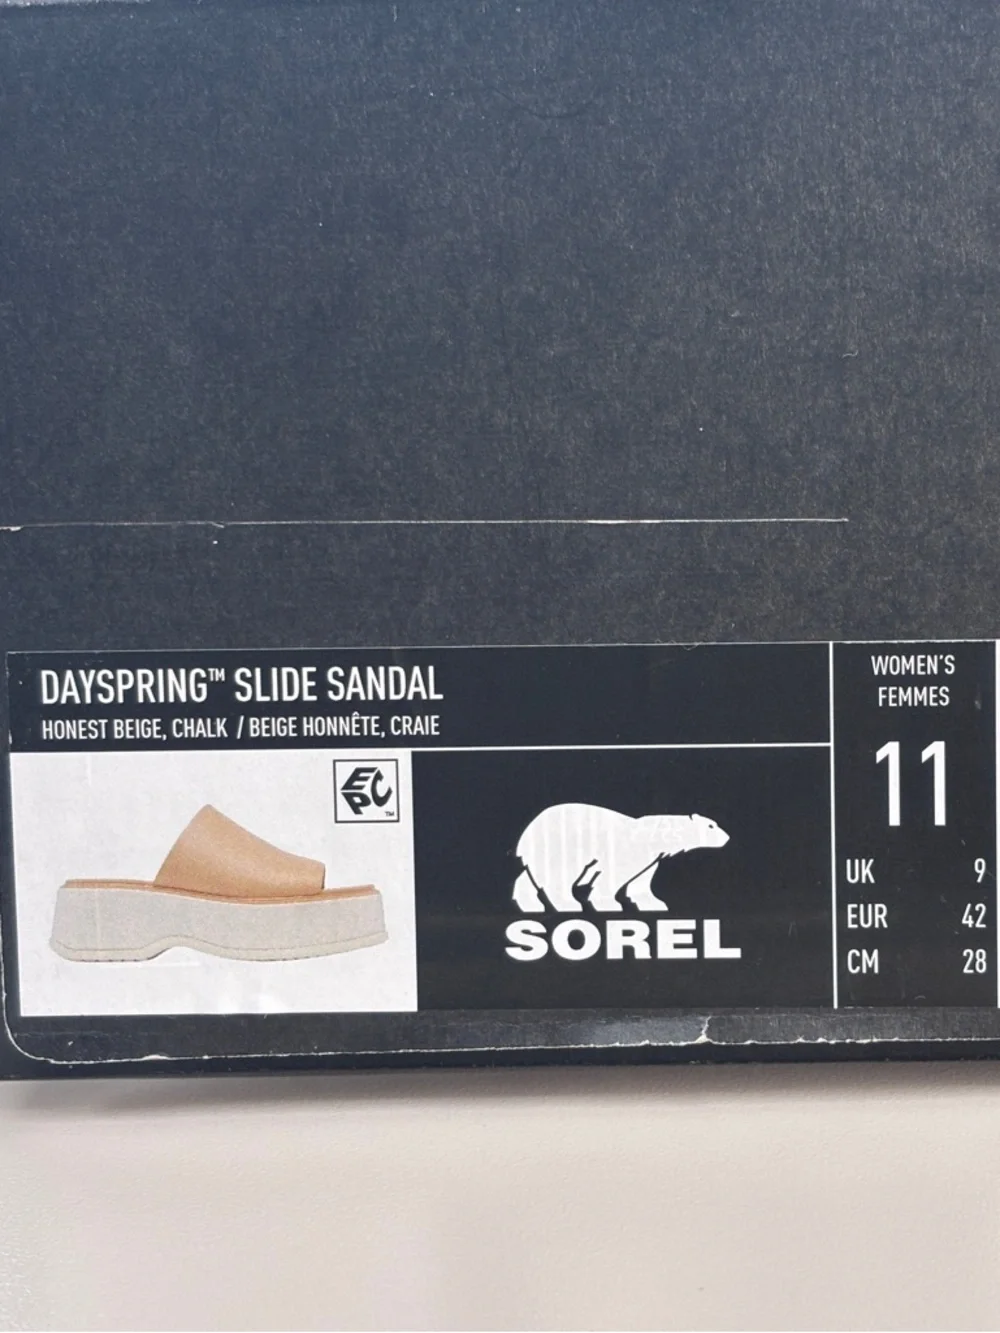 DAYSPRING™ SLIDE SANDAL
HONEST BEIGE, CHALK / BEIGE HONNÊTE, CRAIE
EPC™
SOREL
WOMEN'S
FEMMES
11
UK 9
EUR 42
CM 28